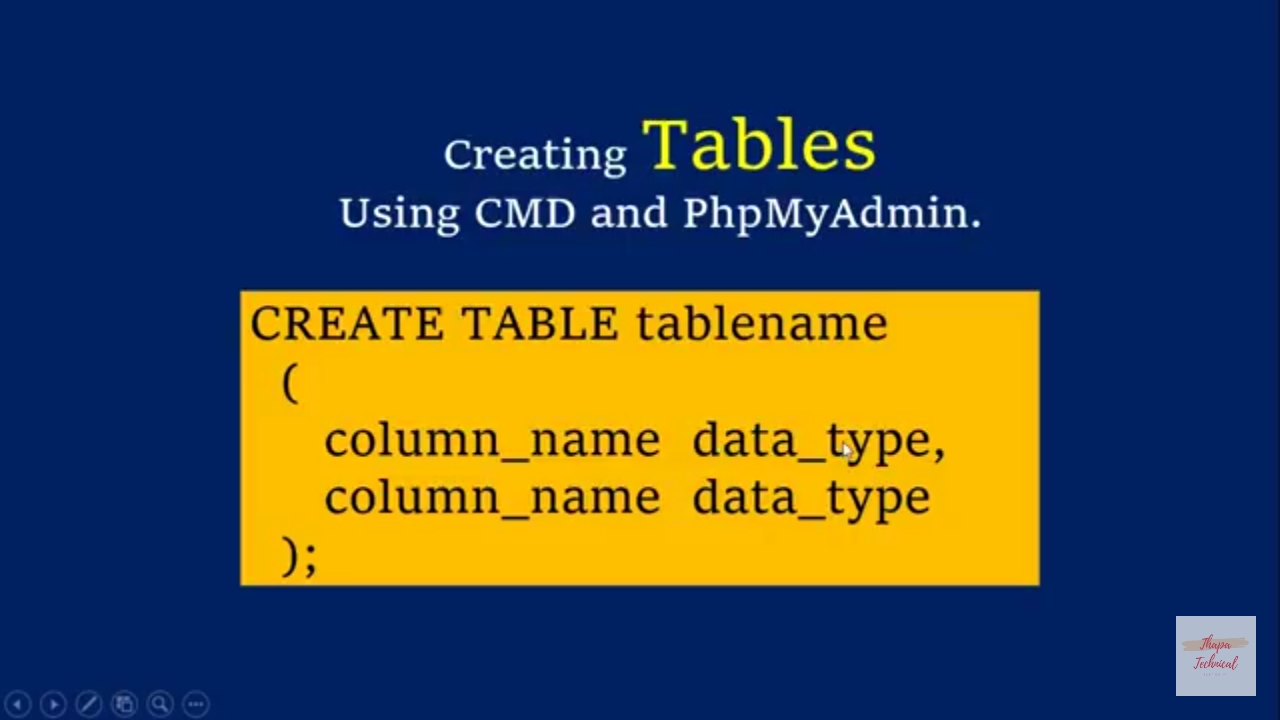 Creating Tables
Using CMD and PhpMyAdmin.
CREATE TABLE tablename
(
column_name data_type,
column_name data_type
);
Thapa
Technical